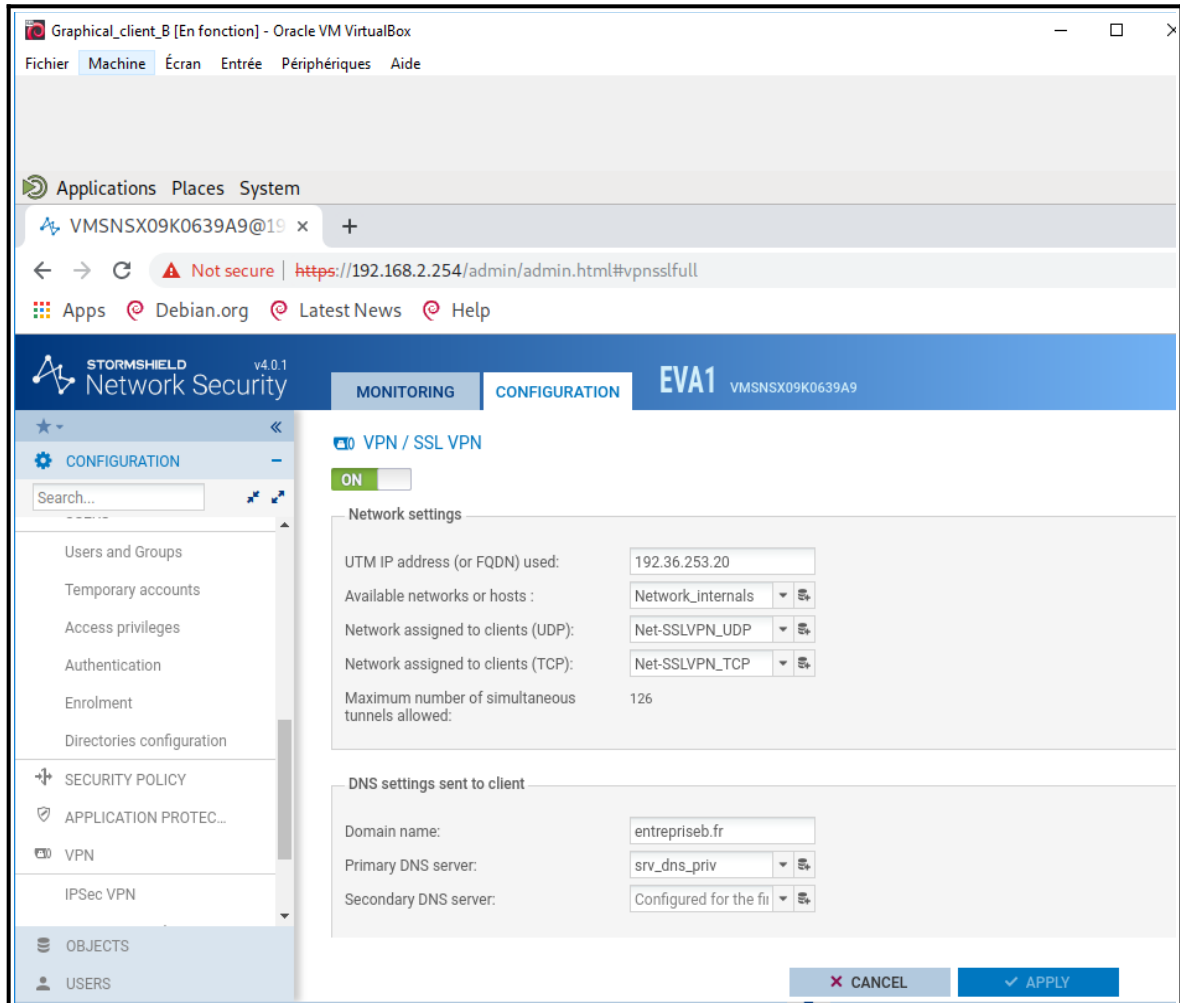 Graphical_client_B [En fonction] - Oracle VM VirtualBox
Fichier Machine Écran Entrée Périphériques Aide
Applications Places System
VMSNSX09K0639A9@19
Not secure | https://192.168.2.254/admin/admin.html#vpnsslfull
Apps Debian.org Latest News Help
STORMSHIELD v4.0.1
Network Security
MONITORING CONFIGURATION EVA1 VMSNSX09K0639A9
CONFIGURATION
Search...
Users and Groups
Temporary accounts
Access privileges
Authentication
Enrolment
Directories configuration
SECURITY POLICY
APPLICATION PROTEC...
VPN
IPSec VPN
OBJECTS
USERS
VPN / SSL VPN
ON
Network settings
UTM IP address (or FQDN) used: 192.36.253.20
Available networks or hosts : Network_internals
Network assigned to clients (UDP): Net-SSLVPN_UDP
Network assigned to clients (TCP): Net-SSLVPN_TCP
Maximum number of simultaneous 126
tunnels allowed:
DNS settings sent to client
Domain name: entrepriseb.fr
Primary DNS server: srv_dns_priv
Secondary DNS server: Configured for the fi
CANCEL APPLY